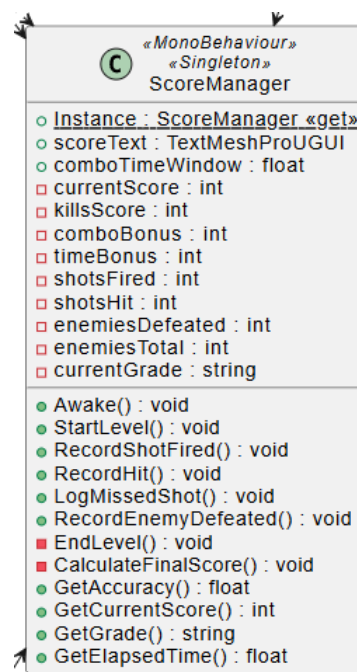 «MonoBehaviour»
«Singleton»
C
ScoreManager
Instance : ScoreManager «get»
scoreText : TextMeshProUGUI
comboTimeWindow : float
currentScore : int
killsScore : int
comboBonus : int
timeBonus : int
shotsFired : int
shotsHit : int
enemiesDefeated : int
enemiesTotal : int
currentGrade : string
Awake() : void
StartLevel() : void
RecordShotFired() : void
RecordHit() : void
LogMissedShot() : void
RecordEnemyDefeated() : void
EndLevel() : void
CalculateFinalScore() : void
GetAccuracy() : float
GetCurrentScore() : int
GetGrade() : string
GetElapsedTime() : float